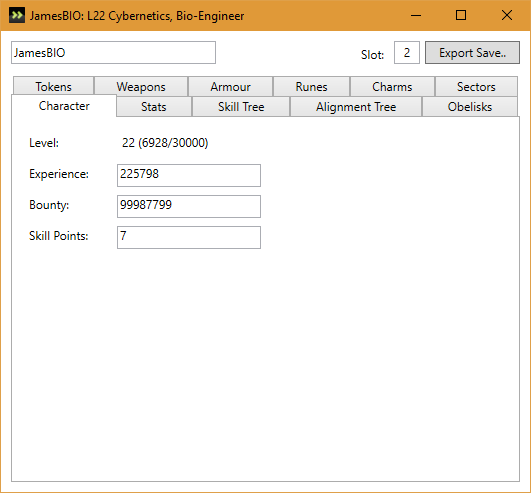 JamesBIO: L22 Cybernetics, Bio-Engineer
JamesBIO Slot: 2 Export Save..
Tokens Weapons Armour Runes Charms Sectors
Character Stats Skill Tree Alignment Tree Obelisks
Level: 22 (6928/30000)
Experience: 225798
Bounty: 99987799
Skill Points: 7